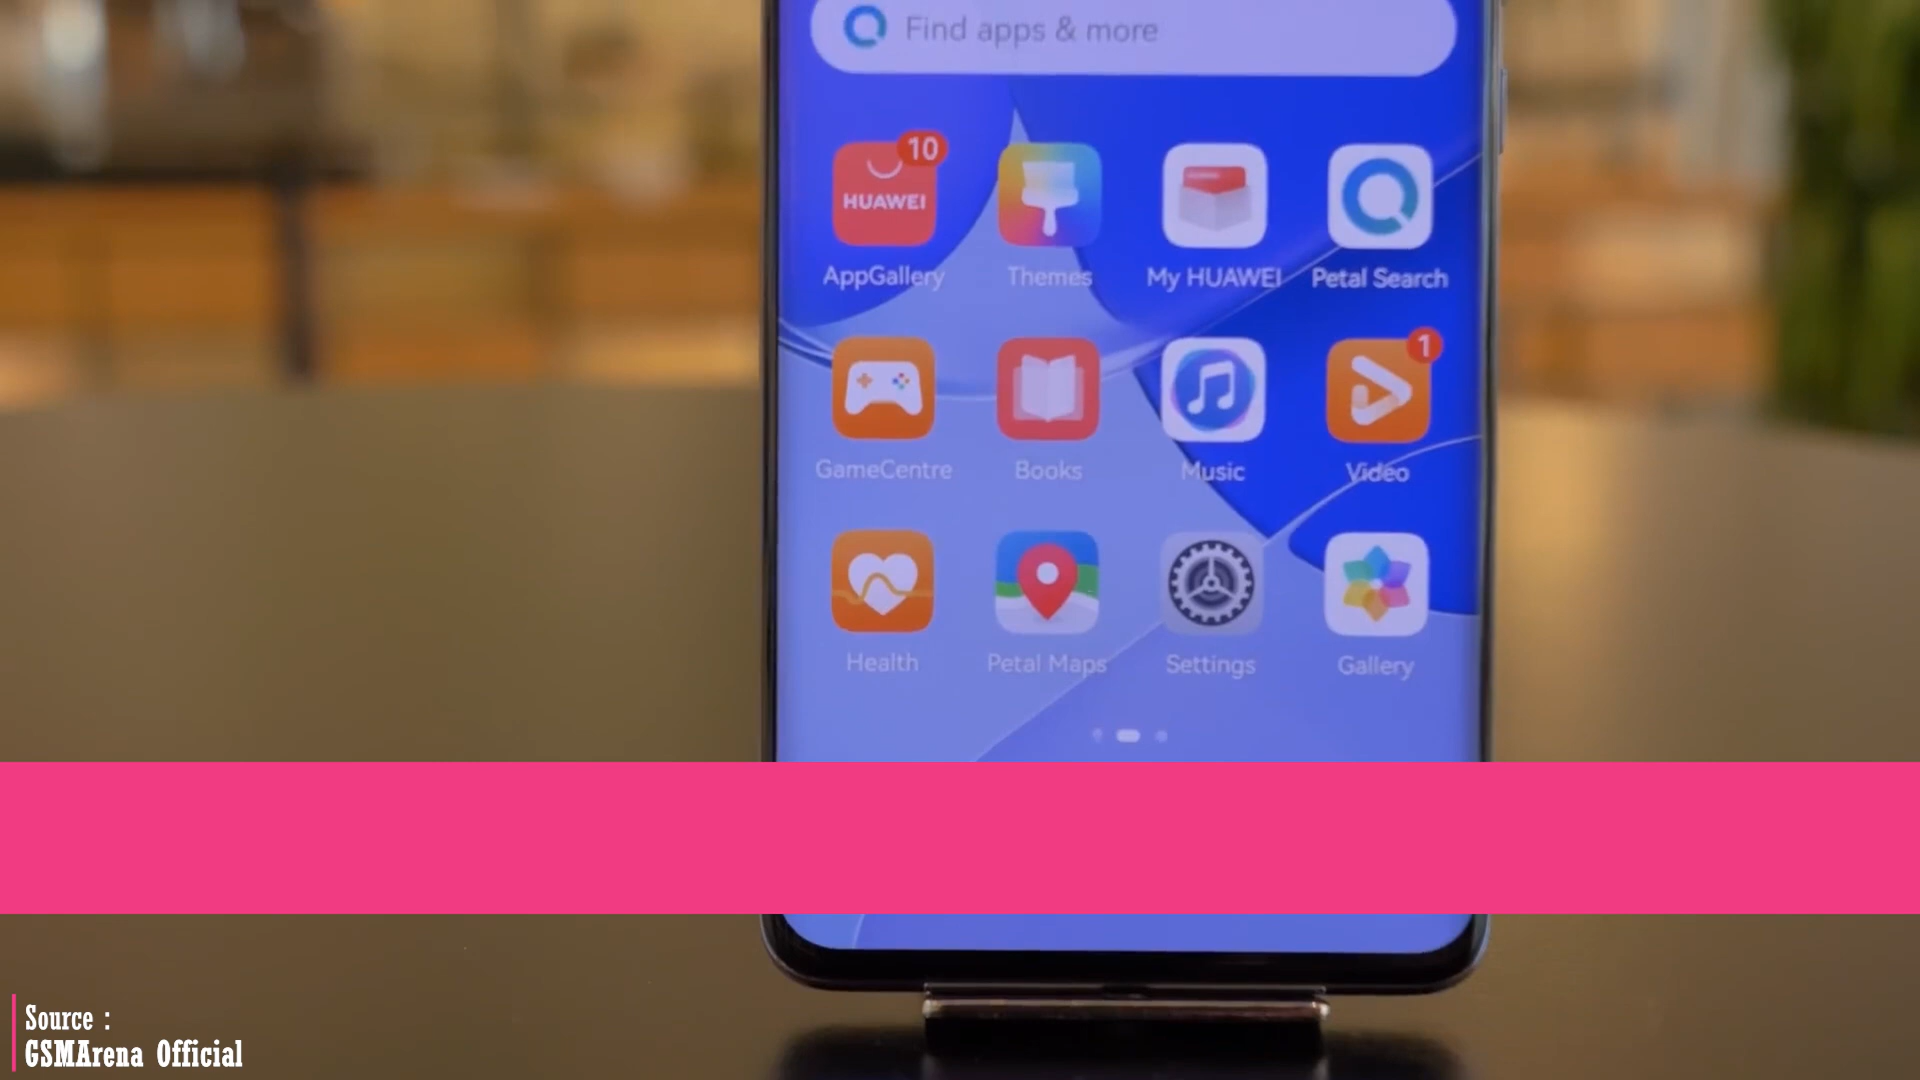 Find apps & more
10
HUAWEI
AppGallery
Themes
My HUAWEI
Petal Search
1
GameCentre
Books
Music
Video
Health
Petal Maps
Settings
Gallery
Source :
GSMArena Official